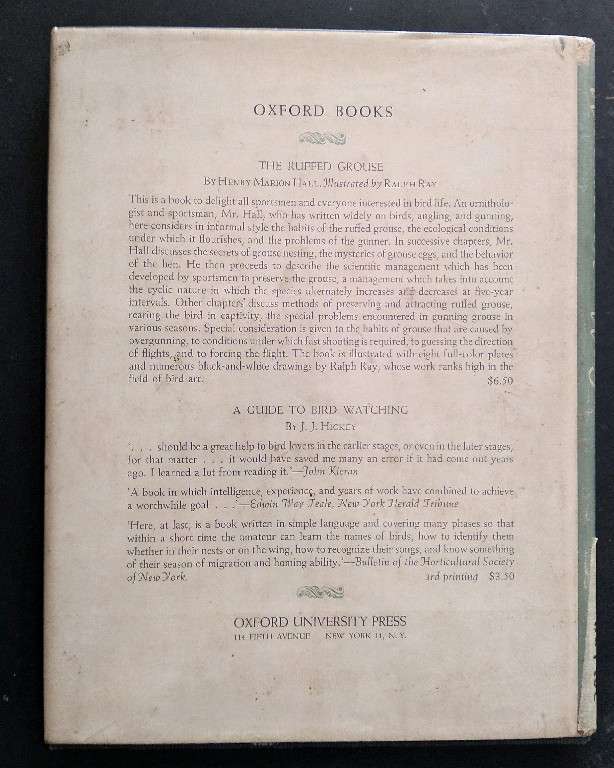 OXFORD BOOKS
THE RUFFED GROUSE
BY HENRY MARION HALL. Illustrated by RALPH RAY
This is a book to delight all sportsmen and everyone interested in bird life. An ornitholo-
gist and sportsman, Mr. Hall, who has written widely on birds, angling, and gunning,
here considers in informal style the habits of the ruffed grouse, the ecological conditions
under which it flourishes, and the problems of the gunner. In successive chapters, Mr.
Hall discusses the secrets of grouse nesting, the mysteries of grouse eggs, and the behavior
of the hen. He then proceeds to describe the scientific management which has been
developed by sportsmen to preserve the grouse, a management which takes into account
the cyclic nature in which the species alternately increases and decreases at five-year
intervals. Other chapters discuss methods of preserving and attracting ruffed grouse,
rearing the bird in captivity, the special problems encountered in gunning grouse in
various seasons. Special consideration is given to the habits of grouse that are caused by
overgunning, to conditions under which fast shooting is required, to guessing the direction
of flights, and to forcing the flight. The book is illustrated with eight full-color plates
and numerous black-and-white drawings by Ralph Ray, whose work ranks high in the
field of bird art. $6.50
A GUIDE TO BIRD WATCHING
BY J. J. HICKEY
'. . . should be a great help to bird lovers in the earlier stages, or even in the later stages,
for that matter . . . it would have saved me many an error if it had come out years
ago. I learned a lot from reading it.'—John Kieran
'A book in which intelligence, experience, and years of work have combined to achieve
a worthwhile goal . . .'—Edwin Way Teale, New York Herald Tribune
'Here, at last, is a book written in simple language and covering many phases so that
within a short time the amateur can learn the names of birds, how to identify them
whether in their nests or on the wing, how to recognize their songs, and know something
of their season of migration and homing ability.'—Bulletin of the Horticultural Society
of New York 3rd printing $3.50
OXFORD UNIVERSITY PRESS
114 FIFTH AVENUE NEW YORK 11, N. Y.